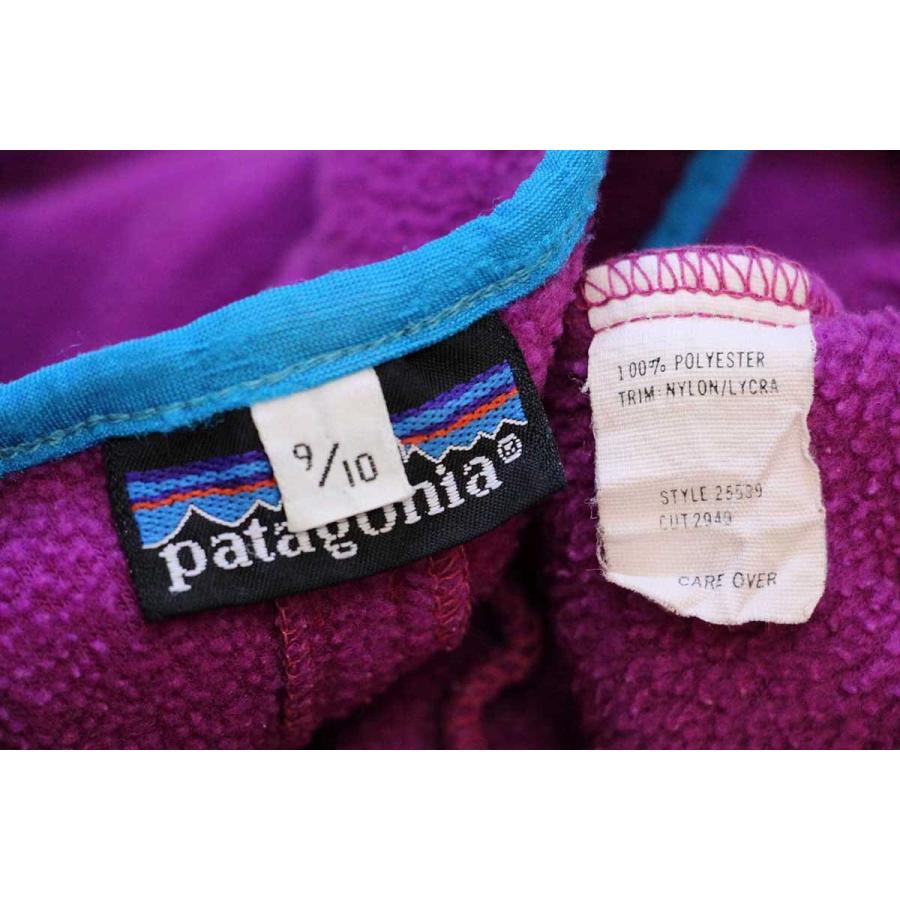 9/10
patagonia®
100% POLYESTER
TRIM: NYLON/LYCRA
STYLE 25539
CUT 2949
CARE OVER